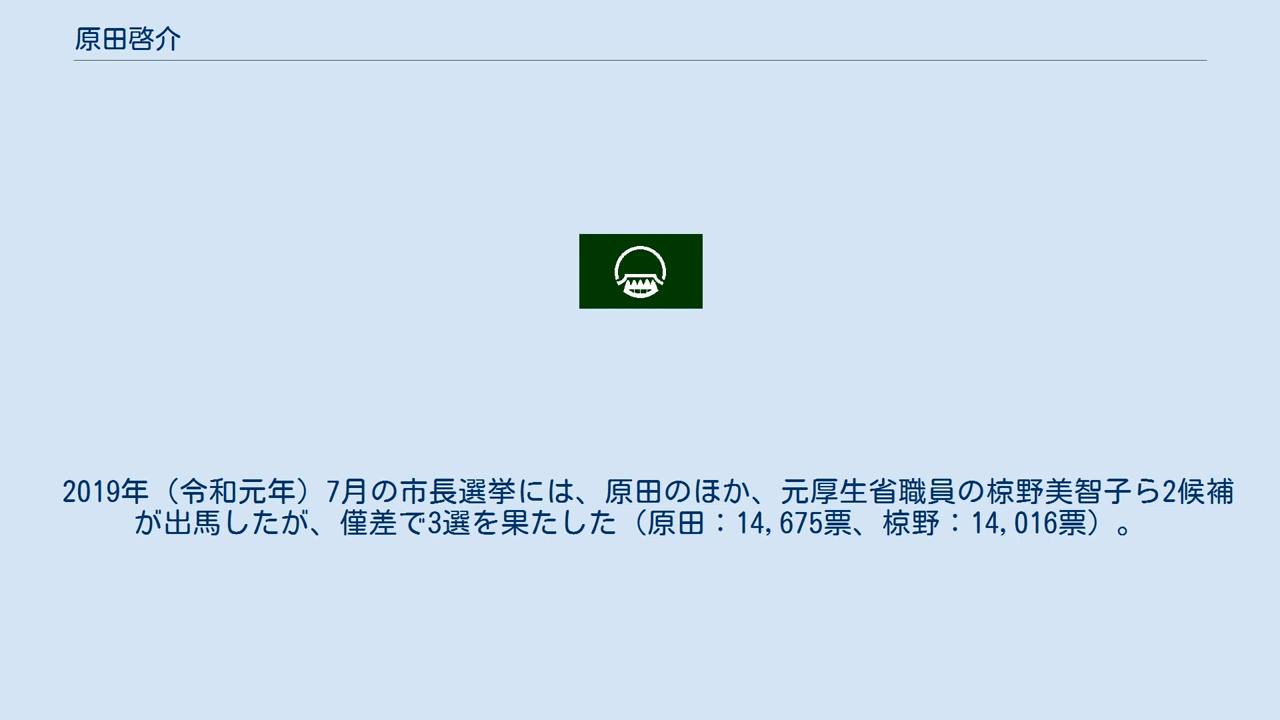 原田啓介
2019年（令和元年）7月の市長選挙には、原田のほか、元厚生省職員の椋野美智子ら2候補
が出馬したが、僅差で3選を果たした（原田：14,675票、椋野：14,016票）。